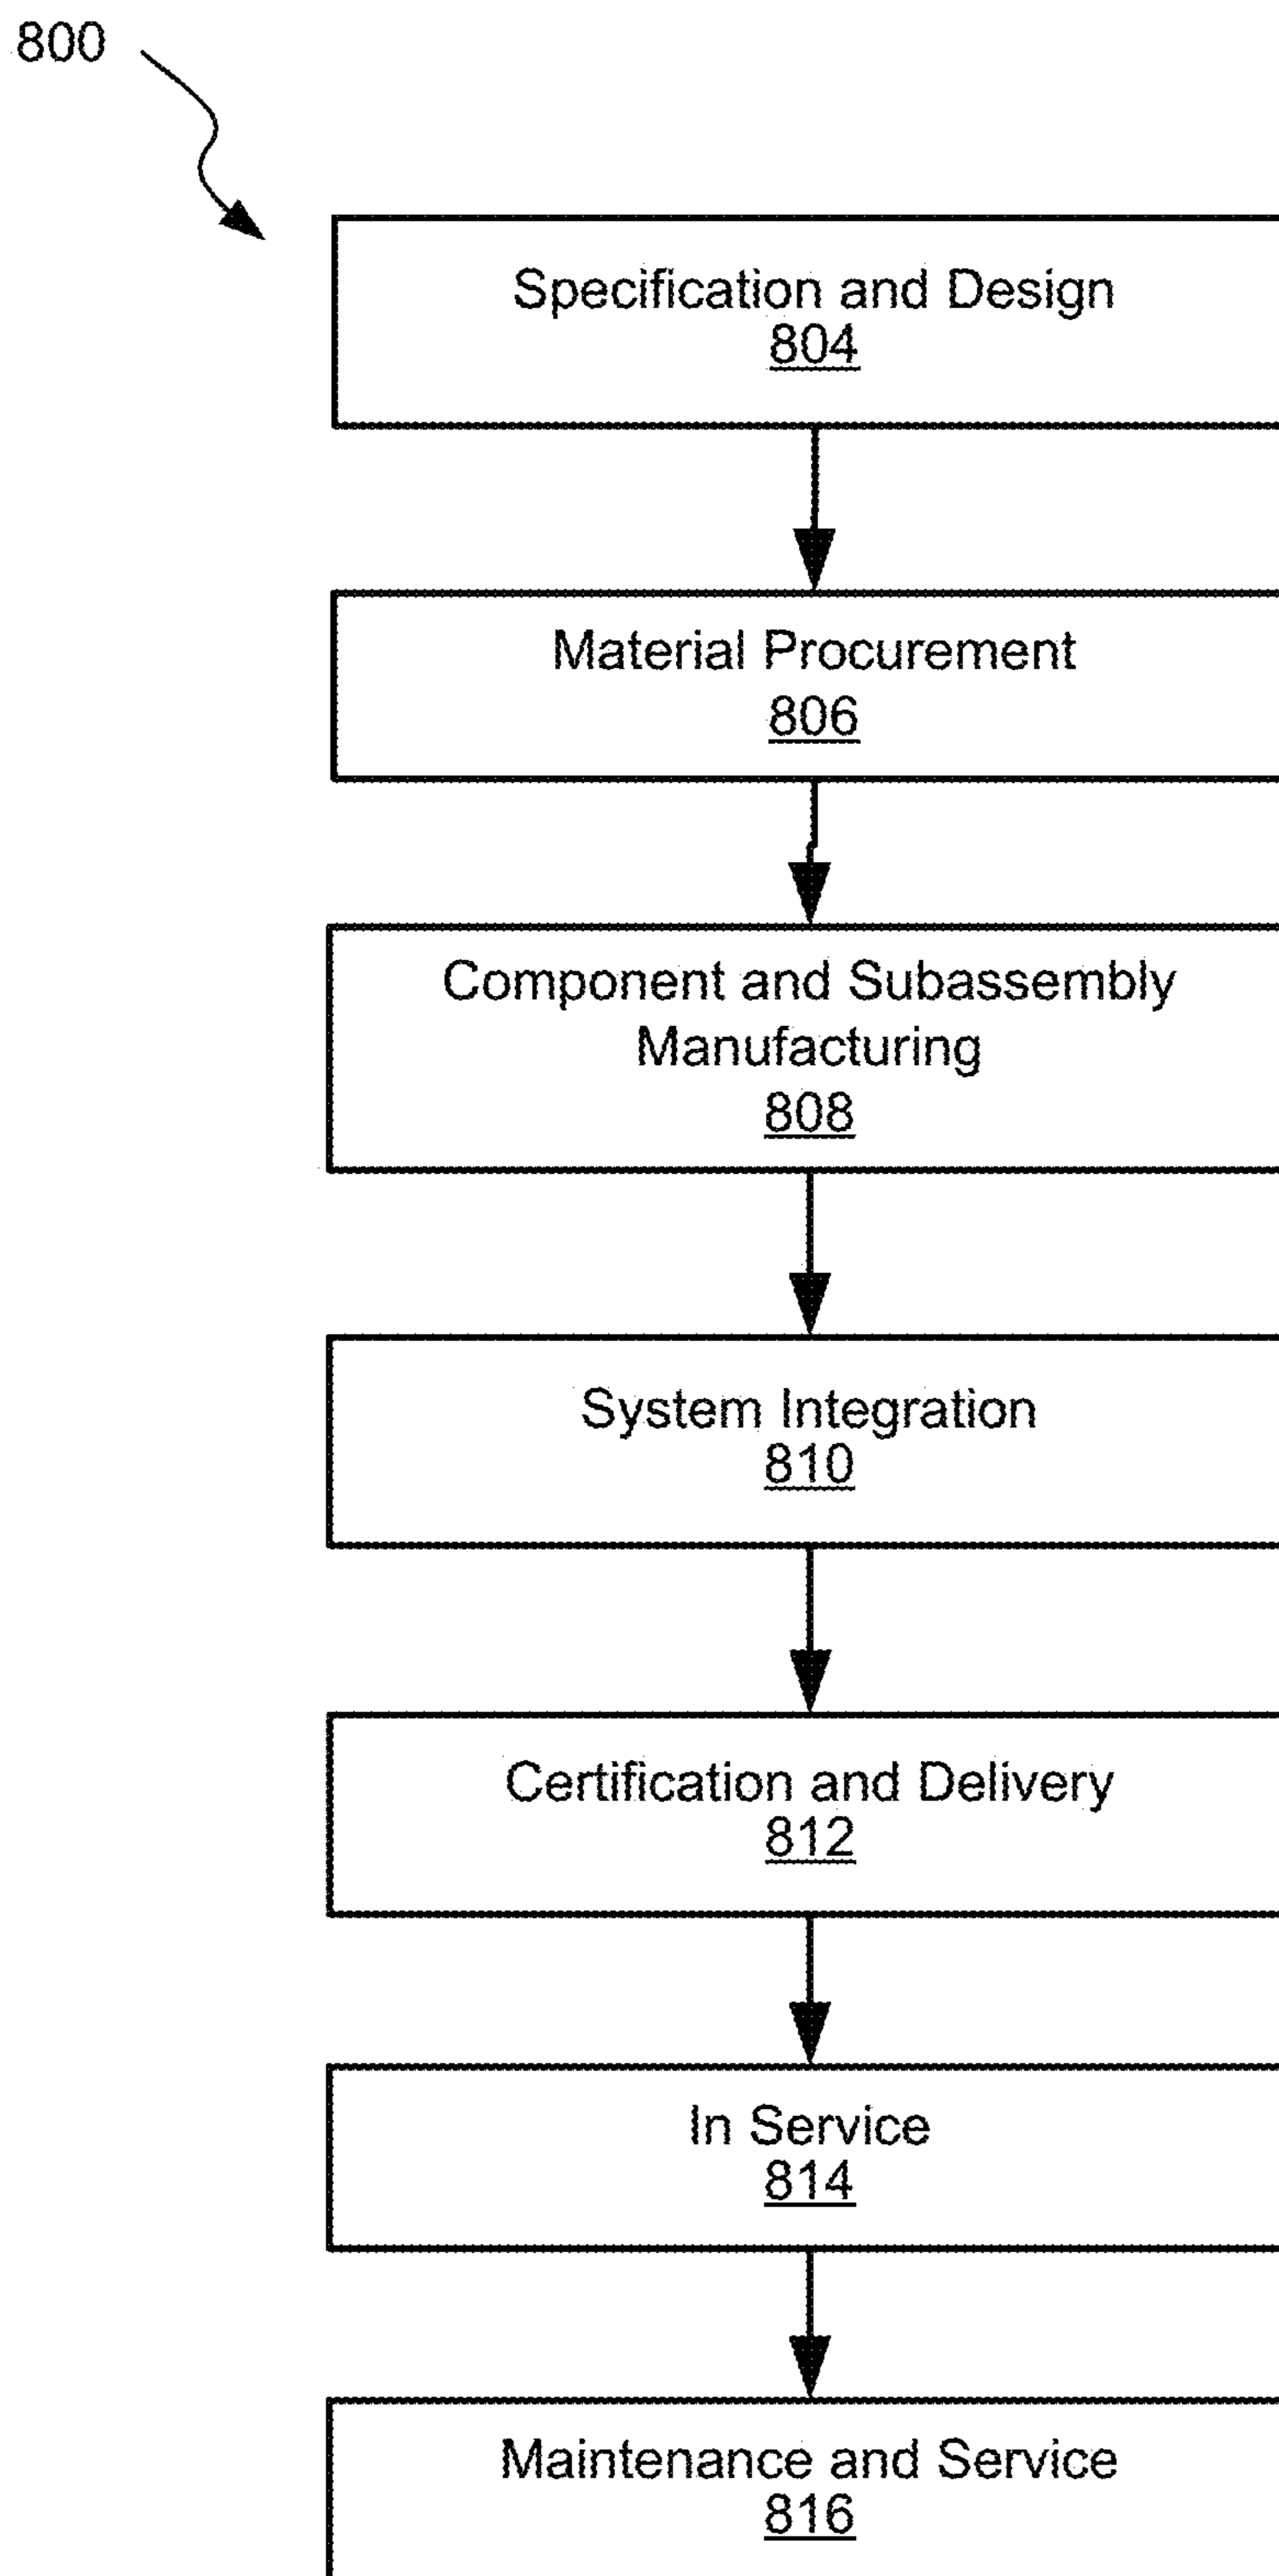 800
Specification and Design
804
Material Procurement
806
Component and Subassembly
Manufacturing
808
System Integration
810
Certification and Delivery
812
In Service
814
Maintenance and Service
816